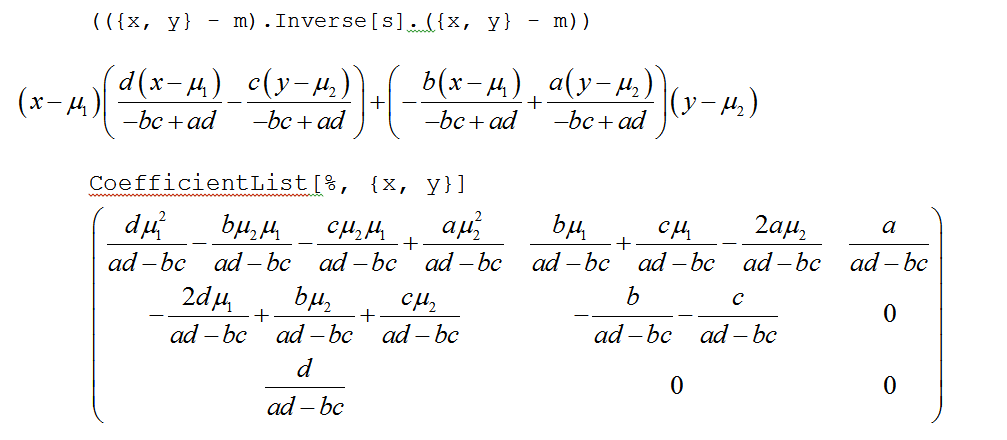 (({x, y} - m).Inverse[s].({x, y} - m))
(x-μ₁)(d(x-μ₁)/(-bc+ad) - c(y-μ₂)/(-bc+ad)) + (-b(x-μ₁)/(-bc+ad) + a(y-μ₂)/(-bc+ad))(y-μ₂)
CoefficientList[%, {x, y}]
dμ₁²/(ad-bc) - bμ₂μ₁/(ad-bc) - cμ₂μ₁/(ad-bc) + aμ₂²/(ad-bc) bμ₁/(ad-bc) + cμ₁/(ad-bc) - 2aμ₂/(ad-bc) a/(ad-bc)
-2dμ₁/(ad-bc) + bμ₂/(ad-bc) + cμ₂/(ad-bc) -b/(ad-bc) - c/(ad-bc) 0
d/(ad-bc) 0 0